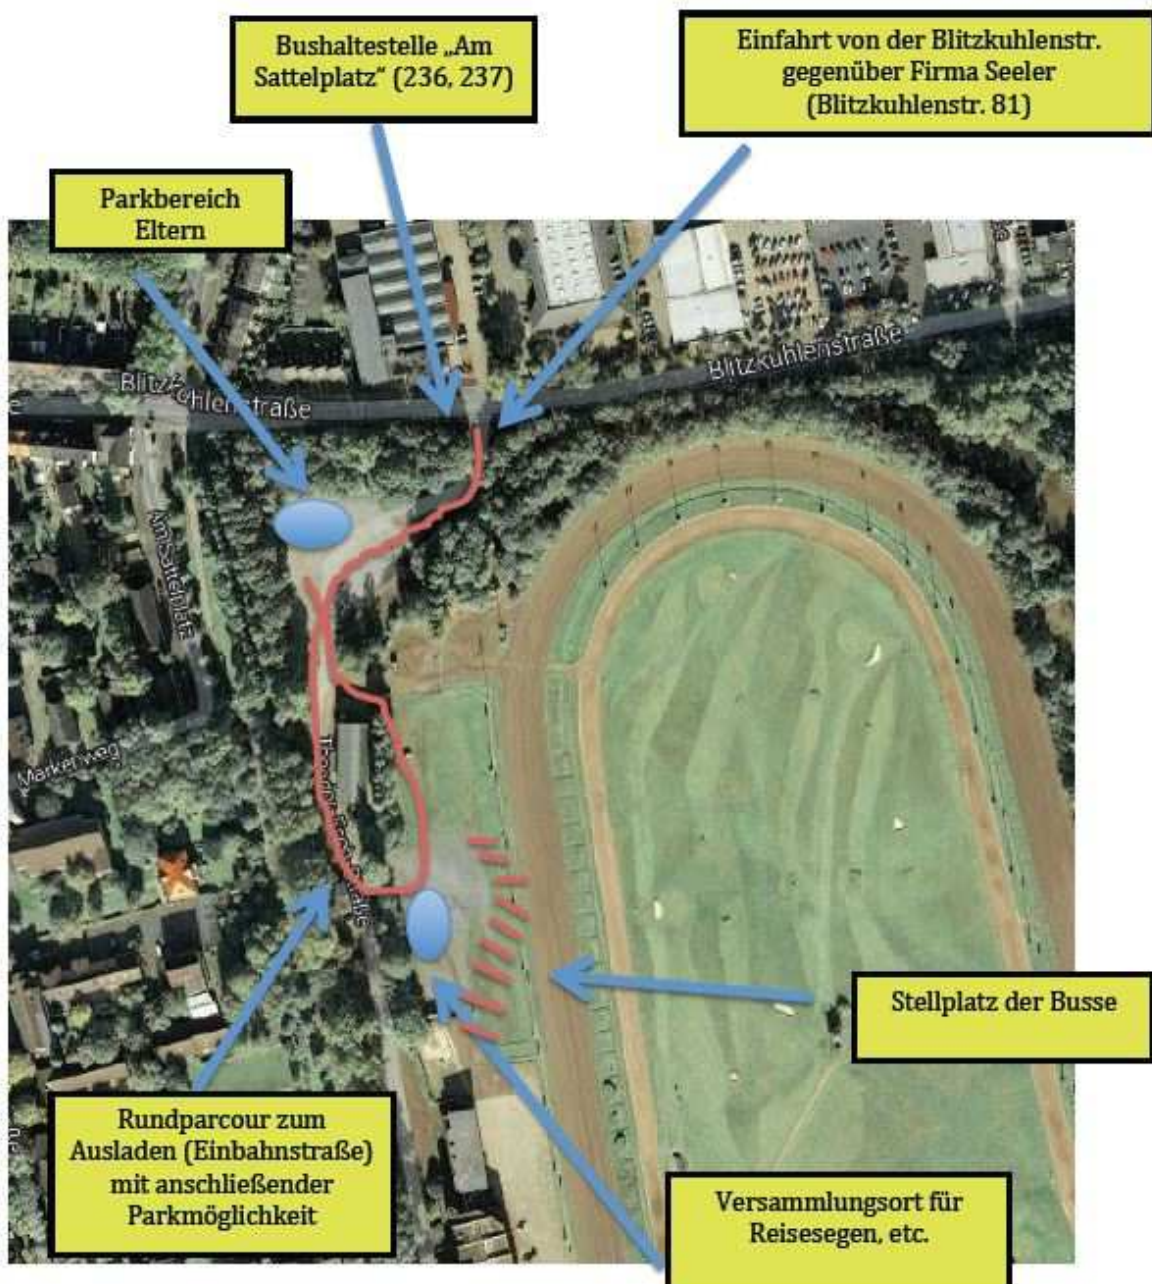 Bushaltestelle „Am
Sattelplatz“ (236, 237)
Einfahrt von der Blitzkuhlenstr.
gegenüber Firma Seeler
(Blitzkuhlenstr. 81)
Parkbereich
Eltern
Blitzkuhlenstraße
Blitzkuhlenstraße
Am Sattelplatz
Markenweg
Stellplatz der Busse
Rundparcour zum
Ausladen (Einbahnstraße)
mit anschließender
Parkmöglichkeit
Versammlungsort für
Reisesegen, etc.